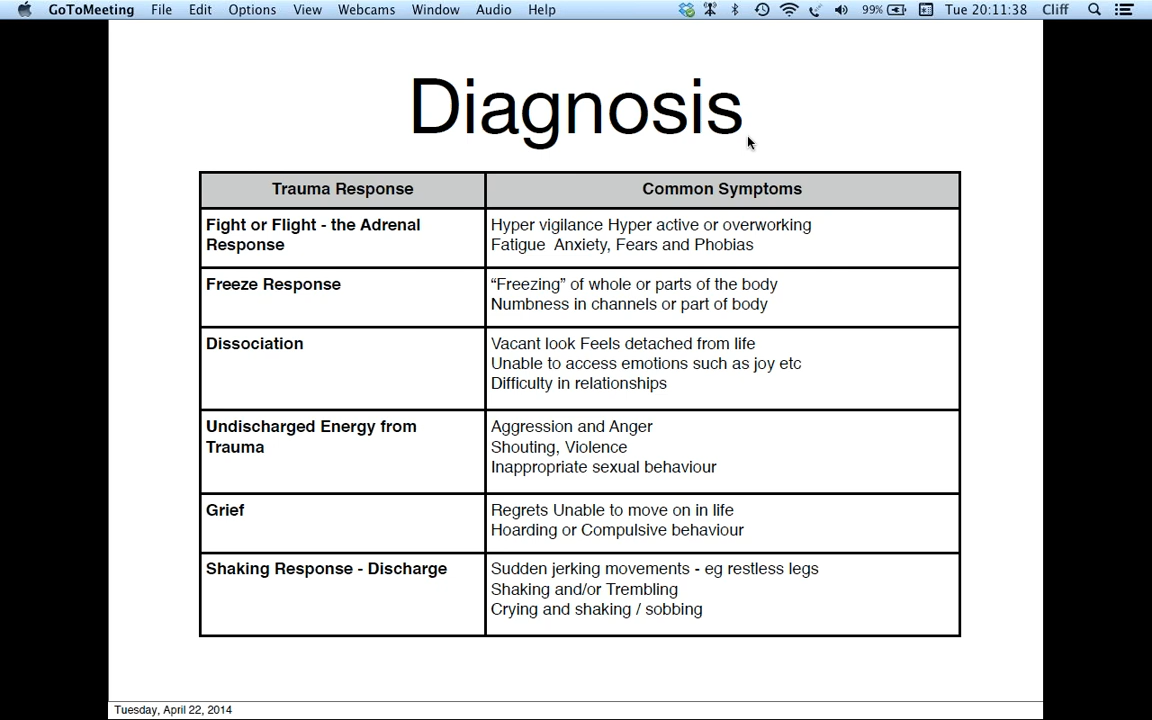 GoToMeeting File Edit Options View Webcams Window Audio Help 99% Tue 20:11:38 Cliff
Diagnosis
Trauma Response Common Symptoms
Fight or Flight - the Adrenal Response
Hyper vigilance Hyper active or overworking
Fatigue  Anxiety, Fears and Phobias
Freeze Response
“Freezing” of whole or parts of the body
Numbness in channels or part of body
Dissociation
Vacant look Feels detached from life
Unable to access emotions such as joy etc
Difficulty in relationships
Undischarged Energy from
Trauma
Aggression and Anger
Shouting, Violence
Inappropriate sexual behaviour
Grief
Regrets Unable to move on in life
Hoarding or Compulsive behaviour
Shaking Response - Discharge
Sudden jerking movements - eg restless legs
Shaking and/or Trembling
Crying and shaking / sobbing
Tuesday, April 22, 2014